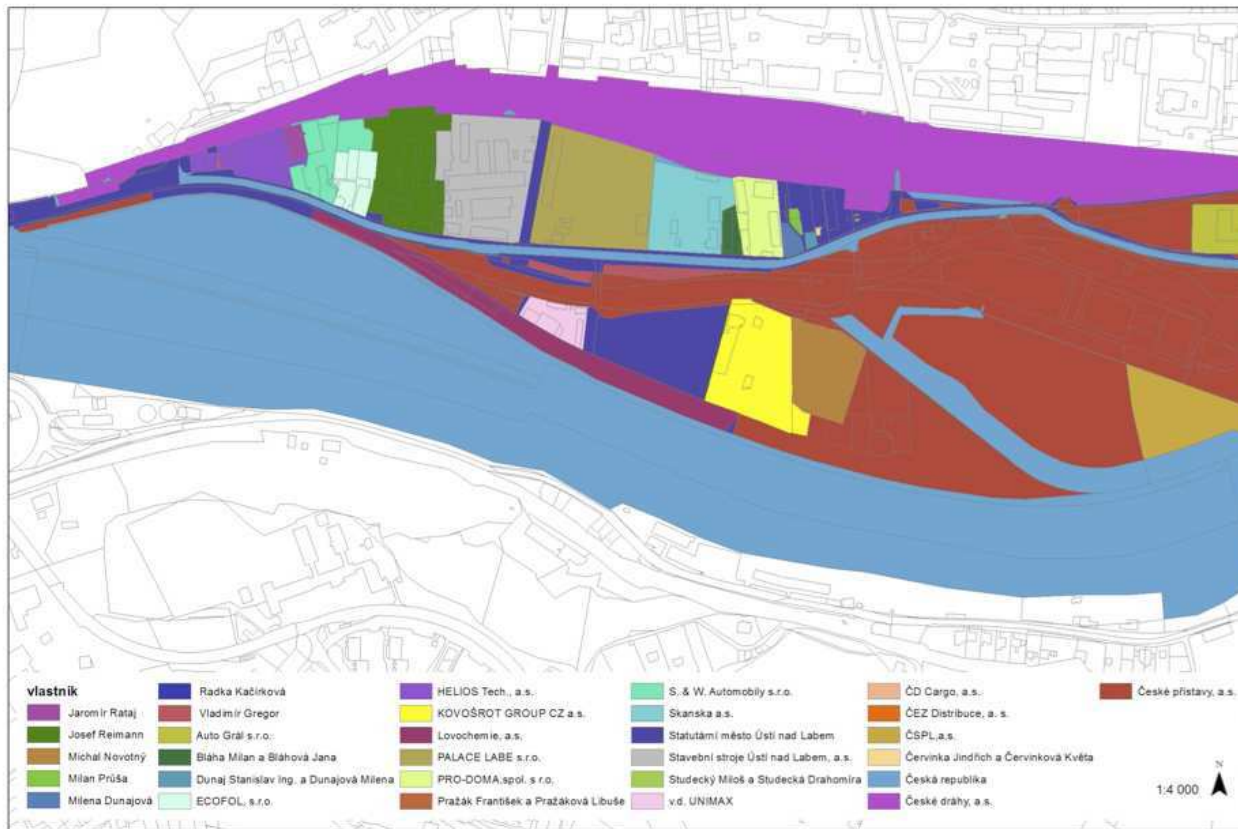 vlastník
Jaromír Rataj
Josef Reimann
Michal Novotný
Milan Průša
Milena Dunajová
Radka Kačírková
Vladimír Gregor
Auto Grál s.r.o.
Bláha Milan a Bláhová Jana
Dunaj Stanislav Ing. a Dunajová Milena
ECOFOL, s.r.o.
HELIOS Tech., a.s.
KOVOŠROT GROUP CZ a.s.
Lovochemie, a.s.
PALACE LABE s.r.o.
PRO-DOMA,spol. s r.o.
Pražák František a Pražáková Libuše
S. & W. Automobily s.r.o.
Skanska a.s.
Statutární město Ústí nad Labem
Stavební stroje Ústí nad Labem, a.s.
Studecký Miloš a Studecká Drahomíra
v.d. UNIMAX
ČD Cargo, a.s.
ČEZ Distribuce, a. s.
ČSPL,a.s.
Červinka Jindřich a Červinková Květa
Česká republika
České dráhy, a.s.
České přístavy, a.s.
1:4 000
N